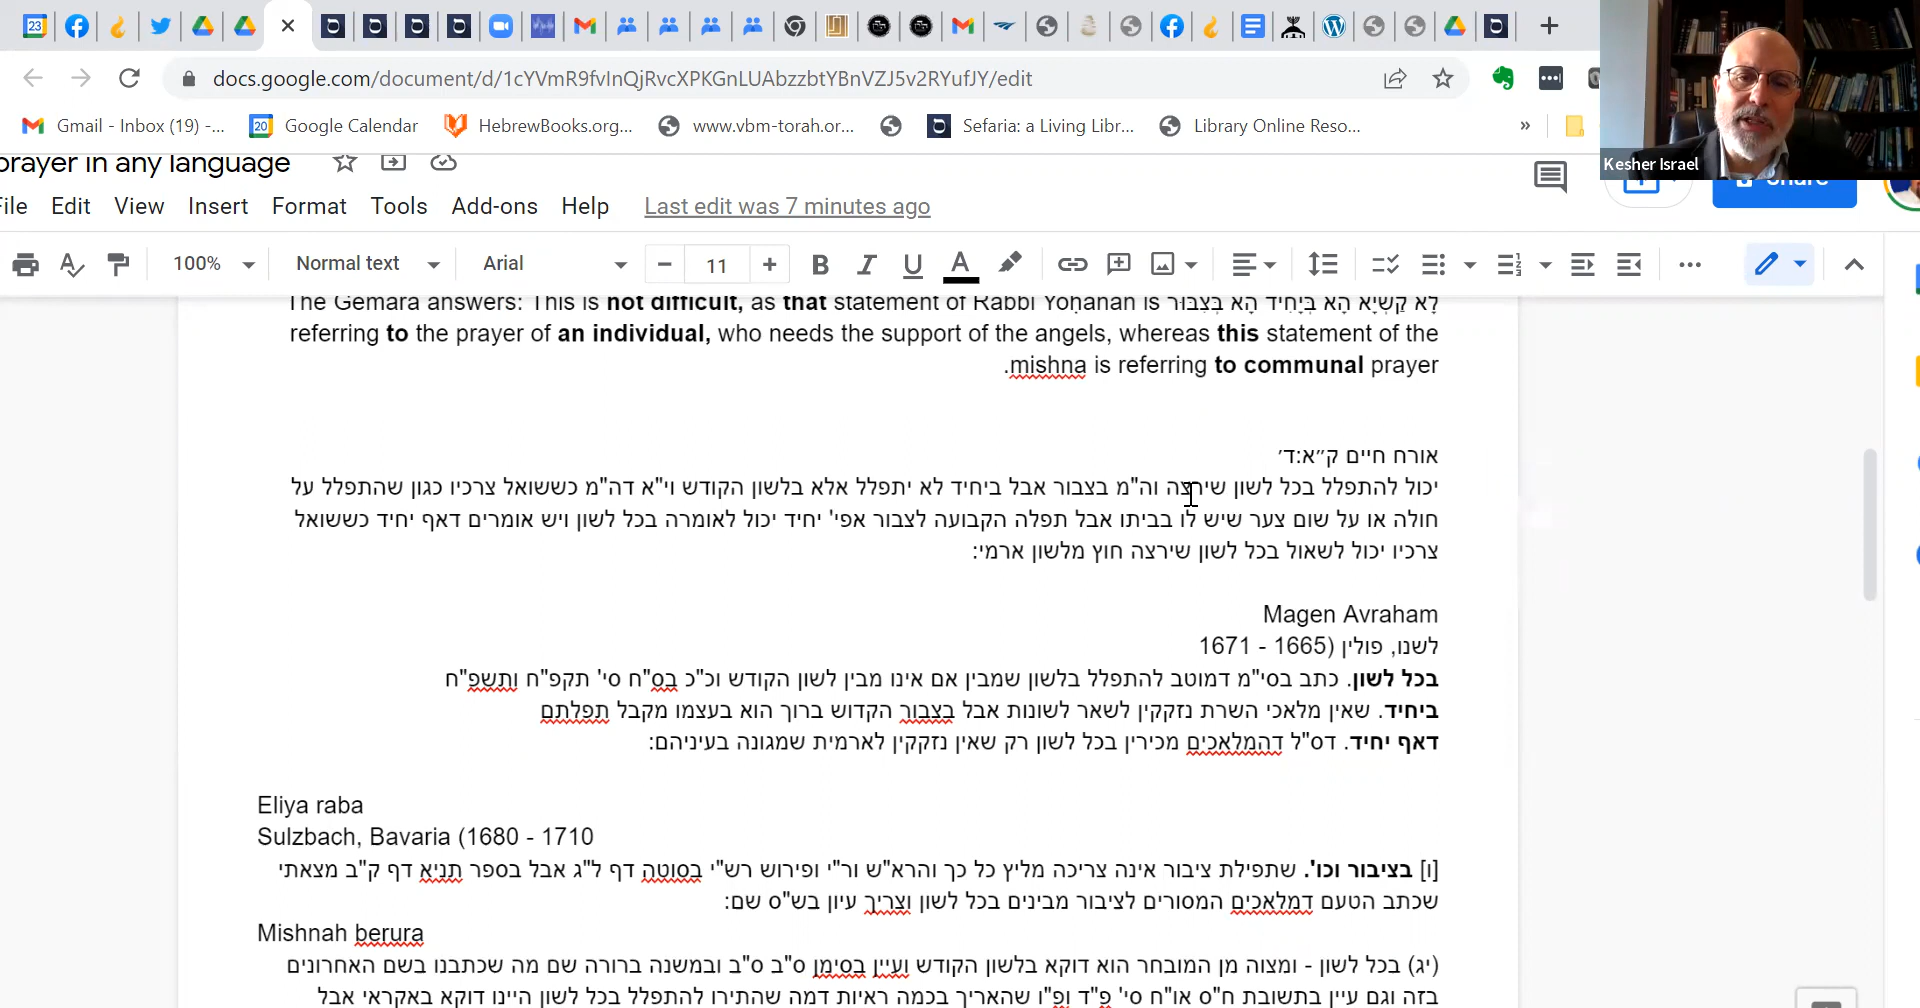 docs.google.com/document/d/1cYVmR9fvInQjRvcXPKGnLUAbzzbtYBnVZJ5v2RYufJY/edit
Gmail - Inbox (19) -... Google Calendar HebrewBooks.org... www.vbm-torah.or... Sefaria: a Living Libr... Library Online Reso... »
Kesher Israel
prayer in any language
File Edit View Insert Format Tools Add-ons Help Last edit was 7 minutes ago
Share
100% Normal text Arial 11
The Gemara answers: This is not difficult, as that statement of Rabbi Yoḥanan is לָא קַשְׁיָא הָא בְּיָחִיד הָא בְּצִבּוּר
referring to the prayer of an individual, who needs the support of the angels, whereas this statement of the
.mishna is referring to communal prayer
אורח חיים ק״א:ד׳
יכול להתפלל בכל לשון שירצה וה"מ בצבור אבל ביחיד לא יתפלל אלא בלשון הקודש וי"א דה"מ כששואל צרכיו כגון שהתפלל על
חולה או על שום צער שיש לו בביתו אבל תפלה הקבועה לצבור אפי' יחיד יכול לאומרה בכל לשון ויש אומרים דאף יחיד כששואל
צרכיו יכול לשאול בכל לשון שירצה חוץ מלשון ארמי:
Magen Avraham
לשנו, פולין (1665 - 1671
בכל לשון. כתב בסי"מ דמוטב להתפלל בלשון שמבין אם אינו מבין לשון הקודש וכ"כ בס"ח סי' תקפ"ח ותשפ"ח
ביחיד. שאין מלאכי השרת נזקקין לשאר לשונות אבל בצבור הקדוש ברוך הוא בעצמו מקבל תפלתם
דאף יחיד. דס"ל דהמלאכים מכירין בכל לשון רק שאין נזקקין לארמית שמגונה בעיניהם:
Eliya raba
Sulzbach, Bavaria (1680 - 1710
[ו] בציבור וכו'. שתפילת ציבור אינה צריכה מליץ כל כך והרא"ש ור"י ופירוש רש"י בסוטה דף ל"ג אבל בספר תניא דף ק"ב מצאתי
שכתב הטעם דמלאכים המסורים לציבור מבינים בכל לשון וצריך עיון בש"ס שם:
Mishnah berura
(יג) בכל לשון - ומצוה מן המובחר הוא דוקא בלשון הקודש ועיין בסימן ס"ב ס"ב ובמשנה ברורה שם מה שכתבנו בשם האחרונים
בזה וגם עיין בתשובת ח"ס או"ח סי' פ"ד ופ"ו שהאריך בכמה ראיות דמה שהתירו להתפלל בכל לשון היינו דוקא באקראי אבל